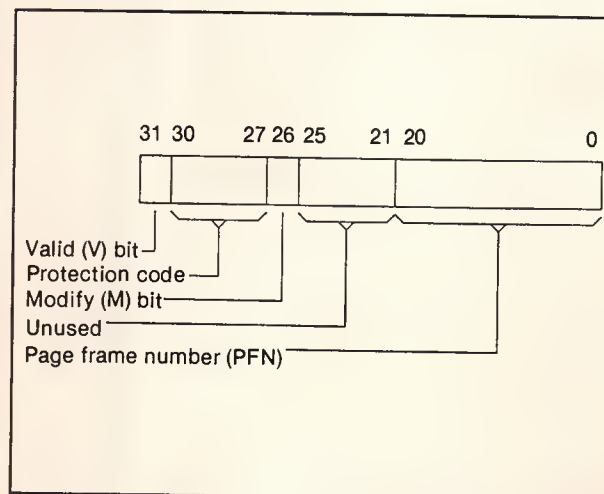 31 30 27 26 25 21 20 0
Valid (V) bit
Protection code
Modify (M) bit
Unused
Page frame number (PFN)